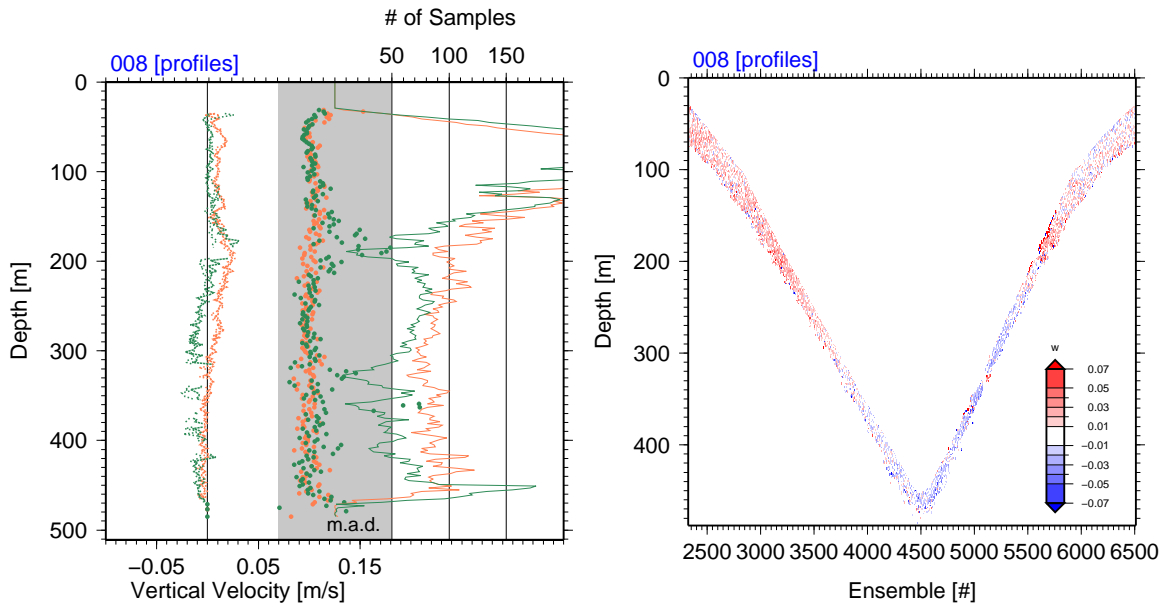 # of Samples
50 100 150
008 [profiles]
0
100
200
300
400
500
Depth [m]
m.a.d.
−0.05 0.05 0.15
Vertical Velocity [m/s]
008 [profiles]
0
100
200
300
400
Depth [m]
w
0.07
0.05
0.03
0.01
−0.01
−0.03
−0.05
−0.07
2500 3000 3500 4000 4500 5000 5500 6000 6500
Ensemble [#]